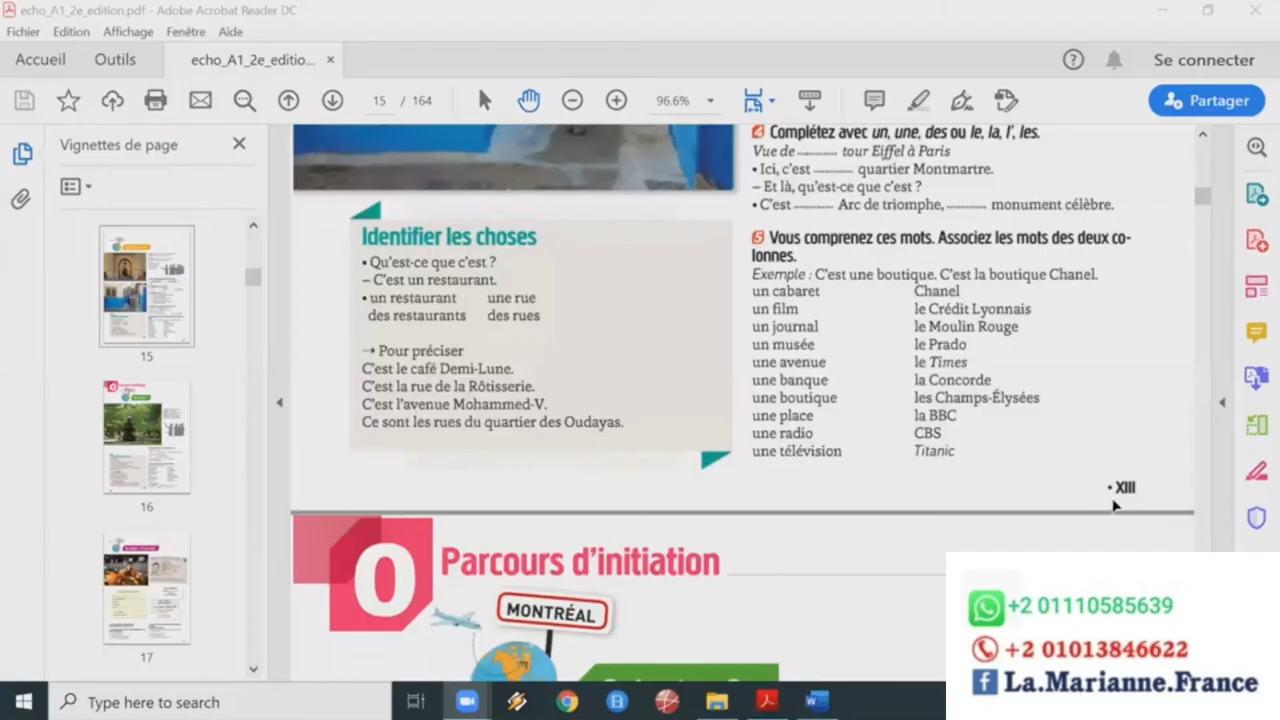 echo_A1_2e_edition.pdf - Adobe Acrobat Reader DC
Fichier Edition Affichage Fenêtre Aide
Accueil Outils echo_A1_2e_editio... × Se connecter
15 / 164 96.6% Partager
Vignettes de page
15
16
17
4 Complétez avec un, une, des ou le, la, l', les.
Vue de ............ tour Eiffel à Paris
• Ici, c'est ............ quartier Montmartre.
– Et là, qu'est-ce que c'est ?
• C'est ............ Arc de triomphe, ............ monument célèbre.
Identifier les choses
• Qu'est-ce que c'est ?
– C'est un restaurant.
• un restaurant une rue
des restaurants des rues
→ Pour préciser
C'est le café Demi-Lune.
C'est la rue de la Rôtisserie.
C'est l'avenue Mohammed-V.
Ce sont les rues du quartier des Oudayas.
5 Vous comprenez ces mots. Associez les mots des deux co-
lonnes.
Exemple : C'est une boutique. C'est la boutique Chanel.
un cabaret Chanel
un film le Crédit Lyonnais
un journal le Moulin Rouge
un musée le Prado
une avenue le Times
une banque la Concorde
une boutique les Champs-Élysées
une place la BBC
une radio CBS
une télévision Titanic
• XIII
0 Parcours d'initiation
MONTRÉAL
+2 01110585639
+2 01013846622
La.Marianne.France
Type here to search